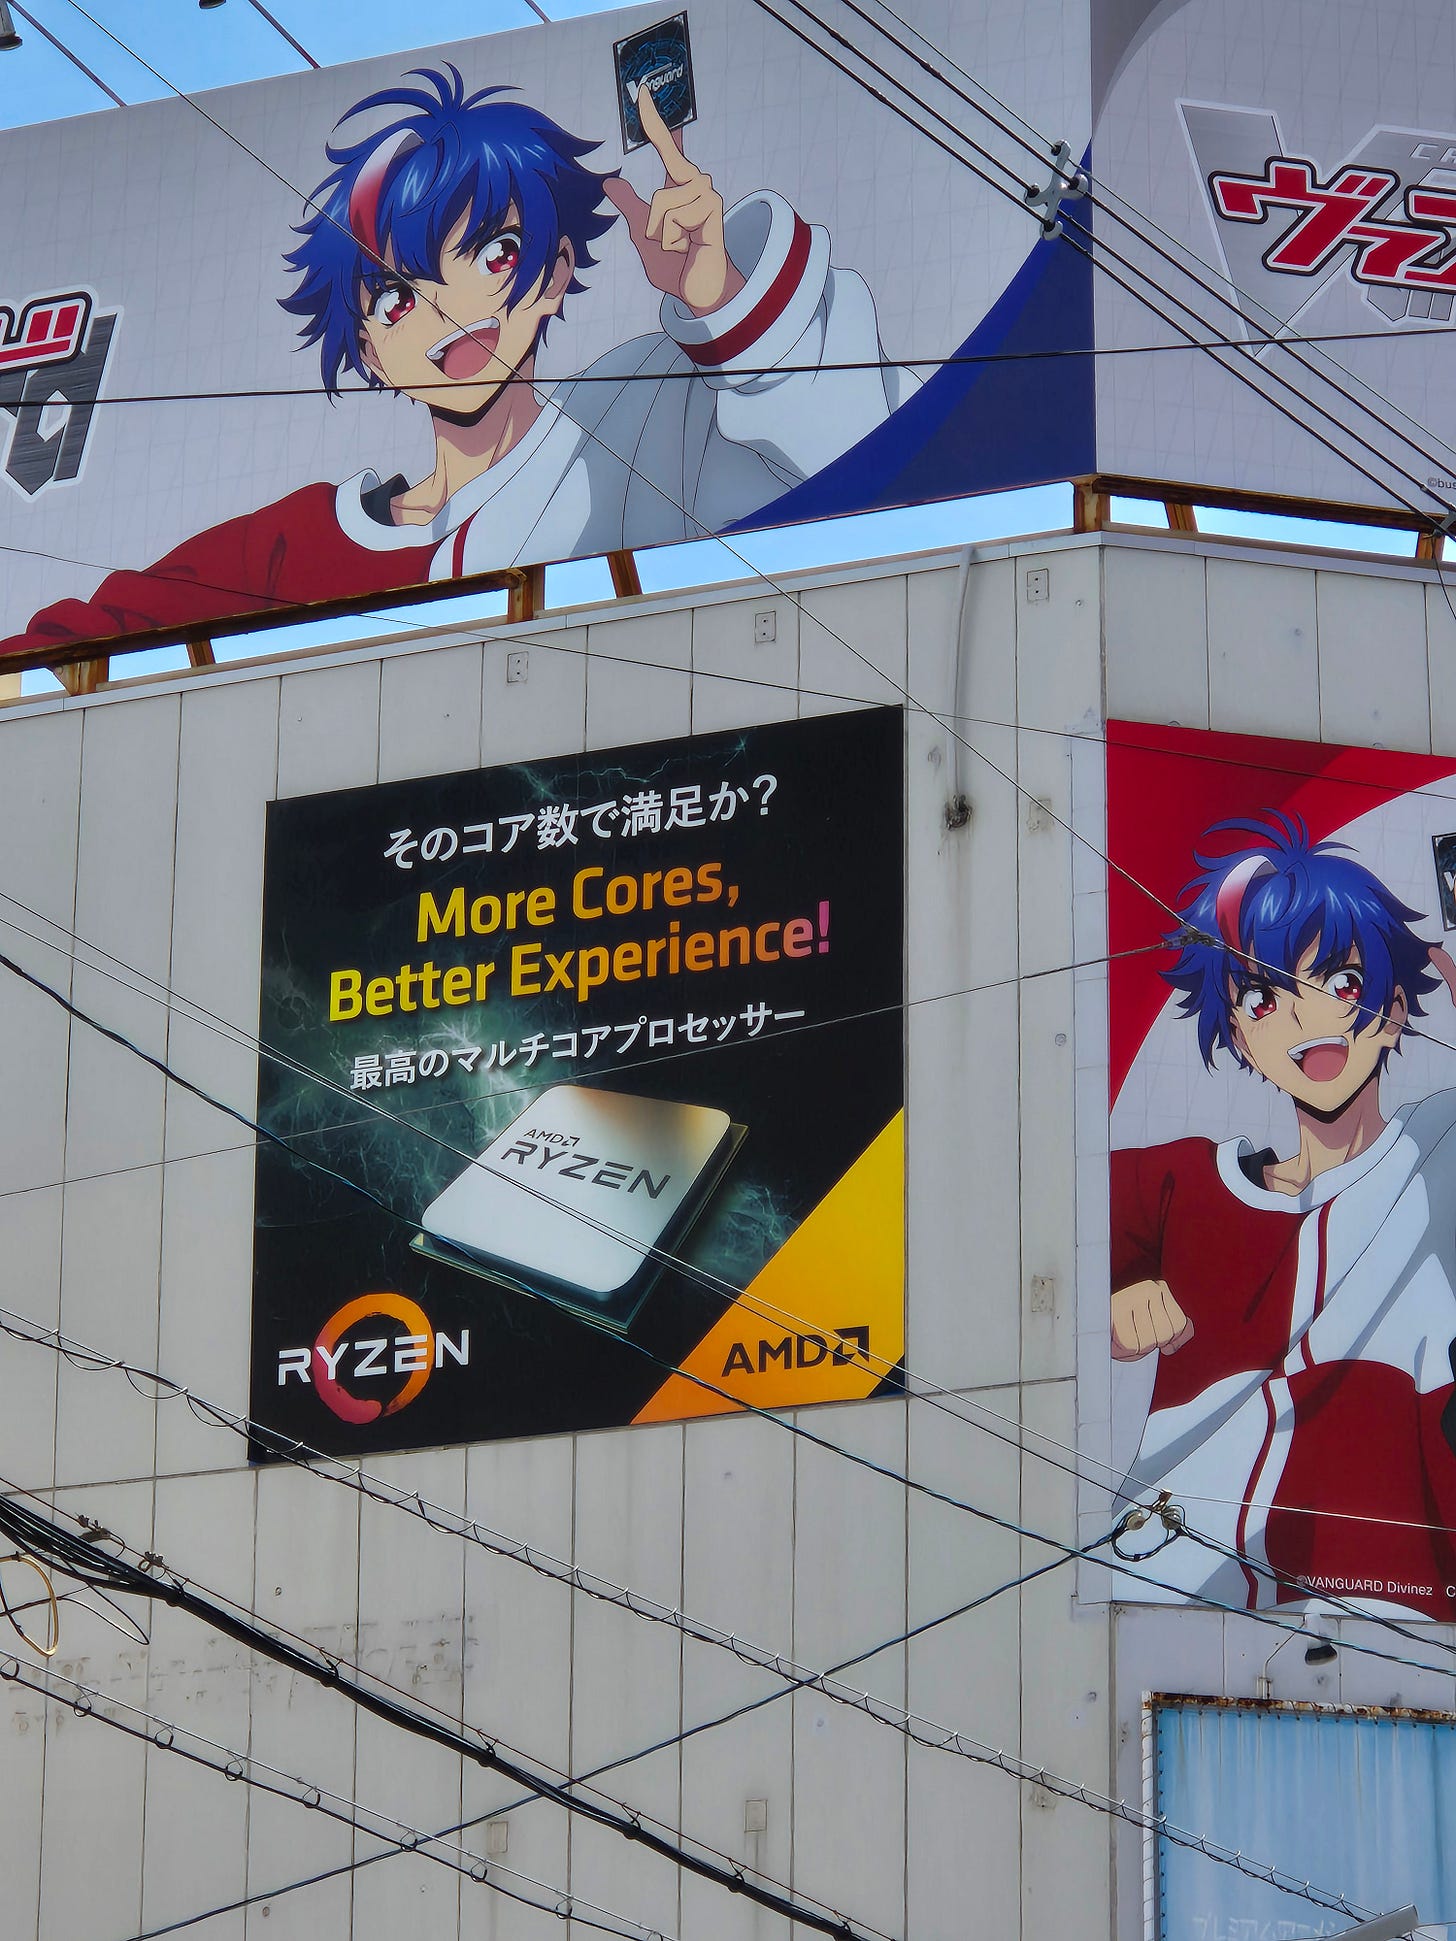 Vanguard
ヴァ
そのコア数で満足か?
More Cores,
Better Experience!
最高のマルチコアプロセッサー
AMD
RYZEN
RYZEN
AMD
©VANGUARD Divinez